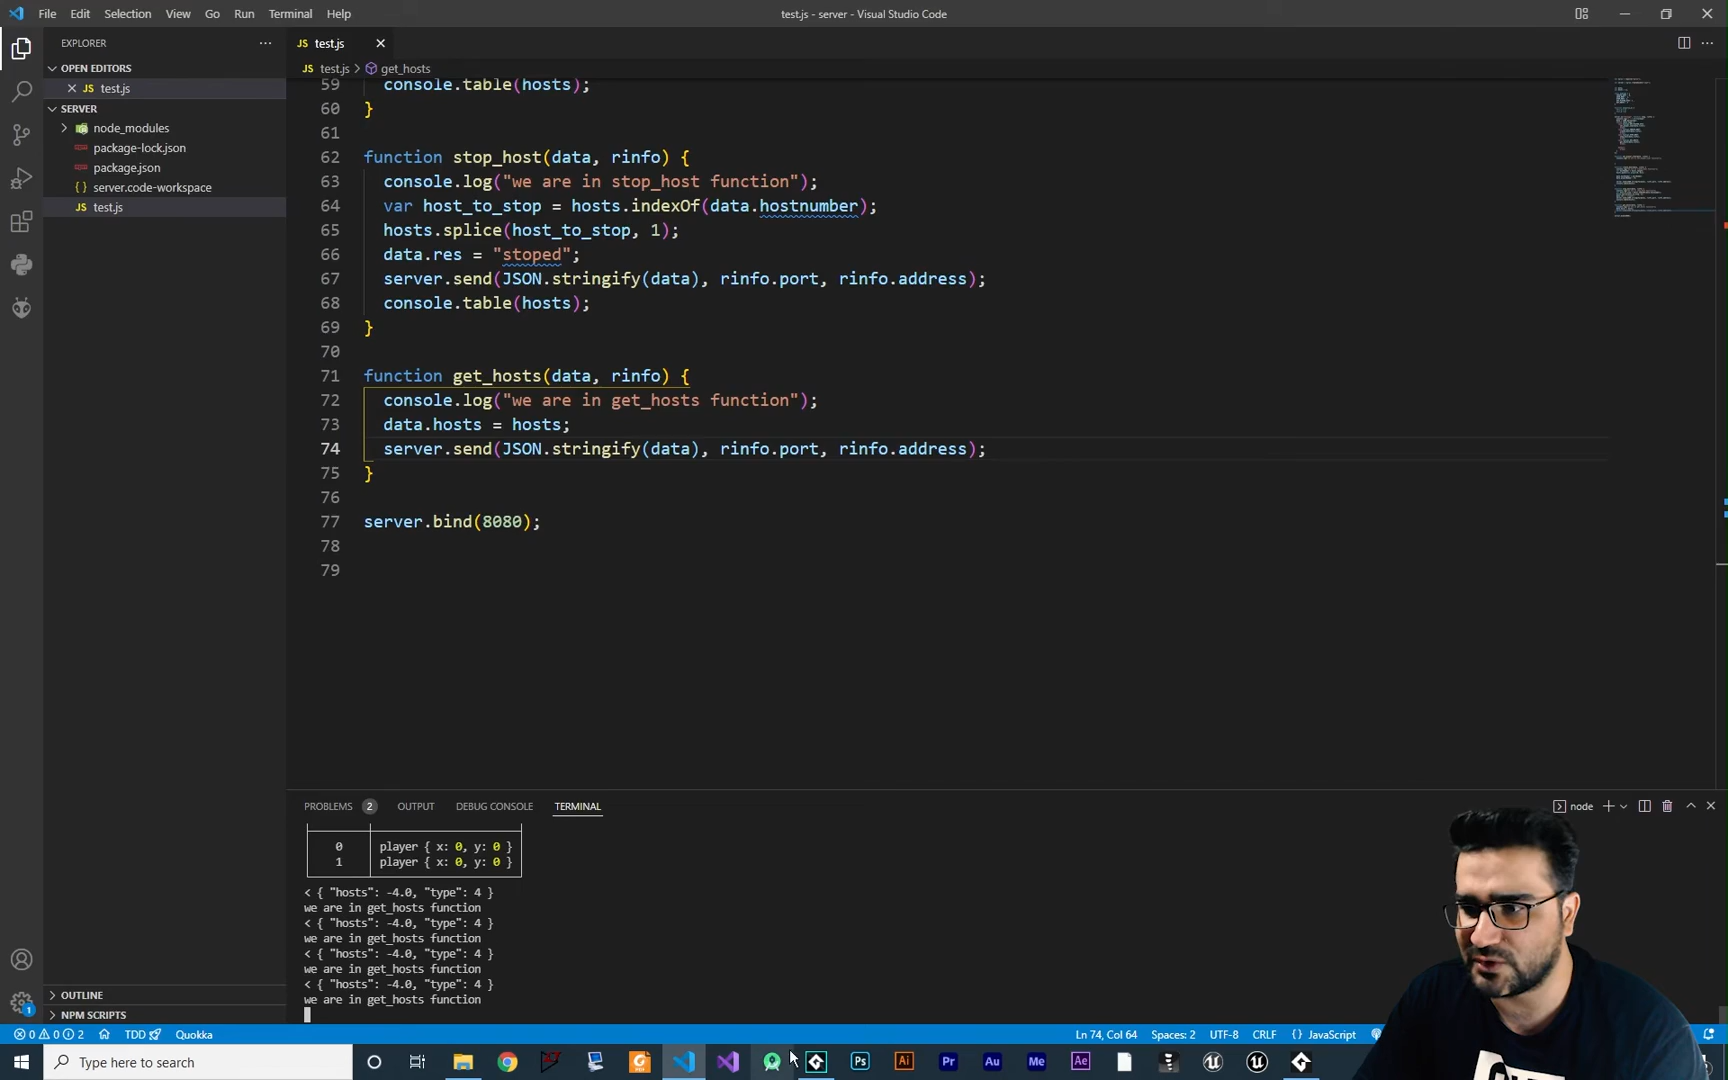 File Edit Selection View Go Run Terminal Help
test.js - server - Visual Studio Code
EXPLORER
OPEN EDITORS
JS test.js
SERVER
node_modules
package-lock.json
package.json
{ } server.code-workspace
JS test.js
OUTLINE
NPM SCRIPTS
JS test.js
JS test.js > get_hosts
59 console.table(hosts);
60 }
61
62 function stop_host(data, rinfo) {
63 console.log("we are in stop_host function");
64 var host_to_stop = hosts.indexOf(data.hostnumber);
65 hosts.splice(host_to_stop, 1);
66 data.res = "stoped";
67 server.send(JSON.stringify(data), rinfo.port, rinfo.address);
68 console.table(hosts);
69 }
70
71 function get_hosts(data, rinfo) {
72 console.log("we are in get_hosts function");
73 data.hosts = hosts;
74 server.send(JSON.stringify(data), rinfo.port, rinfo.address);
75 }
76
77 server.bind(8080);
78
79
PROBLEMS 2 OUTPUT DEBUG CONSOLE TERMINAL
node
0 player { x: 0, y: 0 }
1 player { x: 0, y: 0 }
< { "hosts": -4.0, "type": 4 }
we are in get_hosts function
< { "hosts": -4.0, "type": 4 }
we are in get_hosts function
< { "hosts": -4.0, "type": 4 }
we are in get_hosts function
< { "hosts": -4.0, "type": 4 }
we are in get_hosts function
0 0 2 TDD Quokka
Ln 74, Col 64 Spaces: 2 UTF-8 CRLF { } JavaScript
Type here to search
Ps Ai Pr Au Me Ae